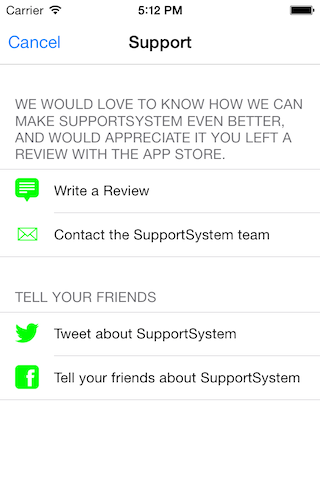 Carrier 5:12 PM
Cancel Support
WE WOULD LOVE TO KNOW HOW WE CAN
MAKE SUPPORTSYSTEM EVEN BETTER,
AND WOULD APPRECIATE IT YOU LEFT A
REVIEW WITH THE APP STORE.
Write a Review
Contact the SupportSystem team
TELL YOUR FRIENDS
Tweet about SupportSystem
Tell your friends about SupportSystem